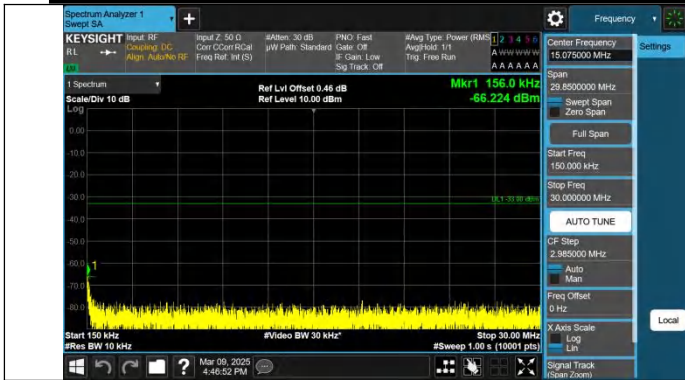 Spectrum Analyzer 1
Swept SA
+
Frequency
KEYSIGHT
RL
Input: RF
Coupling: DC
Align: Auto/No RF
Input Z: 50 Ω
Corr CCorr RCal
Freq Ref: Int (S)
#Atten: 30 dB
µW Path: Standard
PNO: Fast
Gate: Off
IF Gain: Low
Sig Track: Off
#Avg Type: Power (RMS
Avg|Hold: 1/1
Trig: Free Run
1 2 3 4 5 6
A W W W W W
A A A A A A
1 Spectrum
Scale/Div 10 dB
Log
Ref Lvl Offset 0.46 dB
Ref Level 10.00 dBm
Mkr1 156.0 kHz
-66.224 dBm
0.00
-10.0
-20.0
-30.0
-40.0
-50.0
-60.0
-70.0
-80.0
DL1 -33.00 dBm
1
Start 150 kHz
#Res BW 10 kHz
#Video BW 30 kHz*
Stop 30.00 MHz
#Sweep 1.00 s (10001 pts)
Mar 09, 2025
4:46:52 PM
?
Center Frequency
15.075000 MHz
Settings
Span
29.8500000 MHz
Swept Span
Zero Span
Full Span
Start Freq
150.000 kHz
Stop Freq
30.000000 MHz
AUTO TUNE
CF Step
2.985000 MHz
Auto
Man
Freq Offset
0 Hz
X Axis Scale
Log
Lin
Local
Signal Track
(Span Zoom)